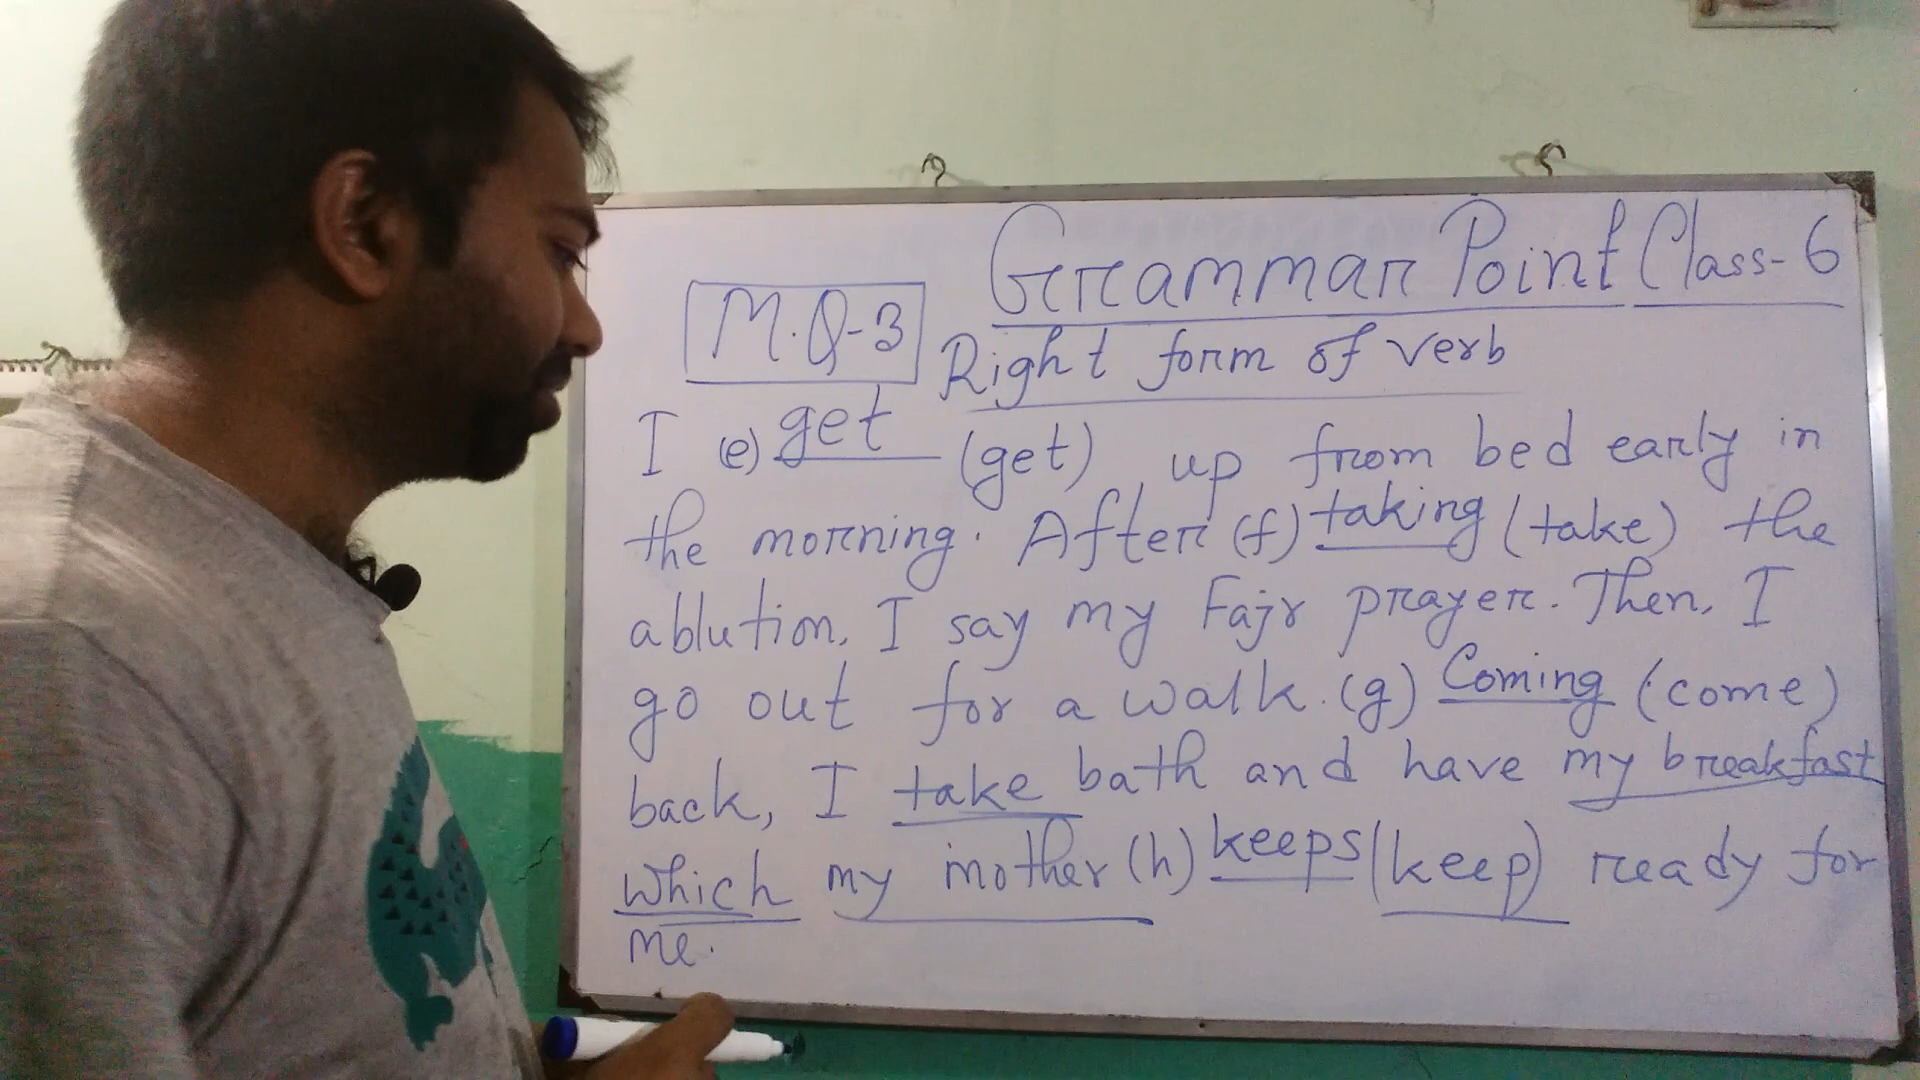 Grammar Point Class-6
M.Q-3
Right form of verb
I (e) get (get) up from bed early in
the morning. After (f) taking (take) the
ablution, I say my Fajr prayer. Then, I
go out for a walk. (g) Coming (come)
back, I take bath and have my breakfast
which my mother (h) keeps (keep) ready for
me.